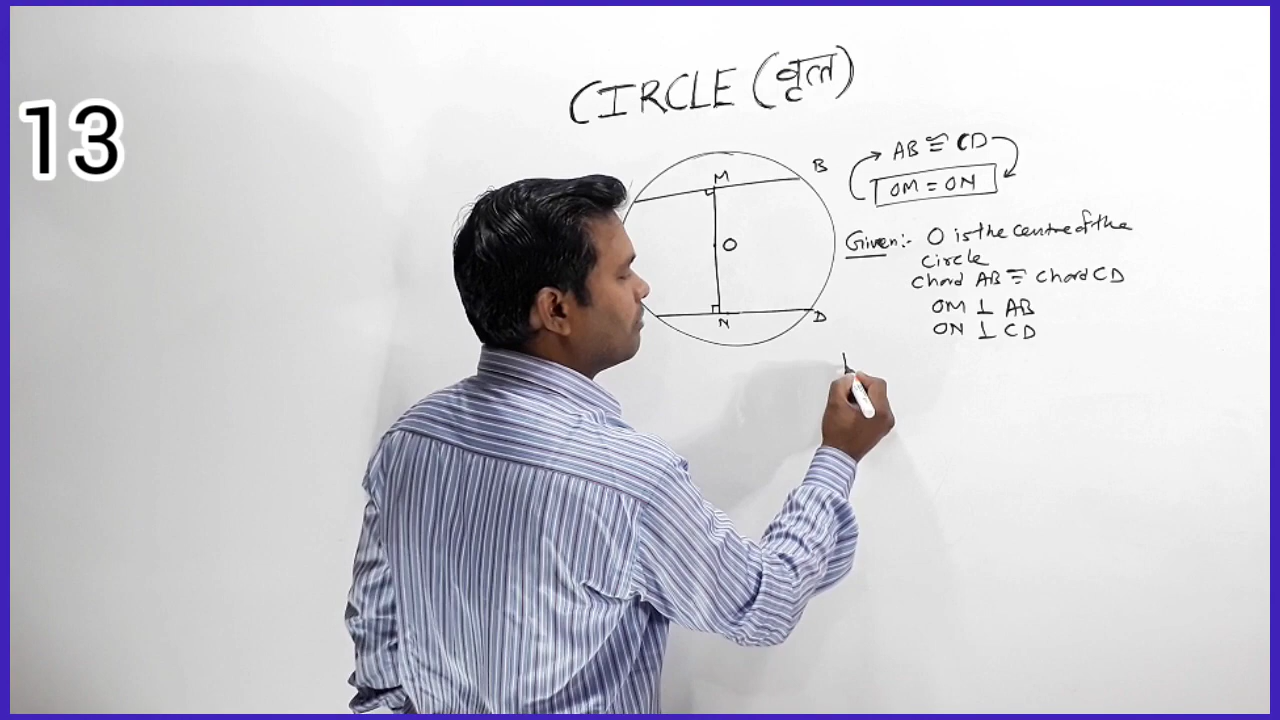 13
CIRCLE (वृत्त)
AB ≅ CD
OM = ON
M
B
O
N
D
Given:- O is the centre of the
circle
Chord AB ≅ Chord CD
OM ⊥ AB
ON ⊥ CD